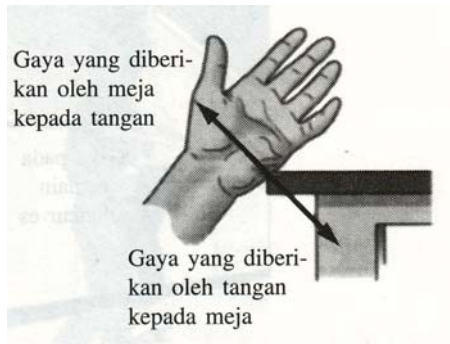 Gaya yang diberi-
kan oleh meja
kepada tangan
Gaya yang diberi-
kan oleh tangan
kepada meja